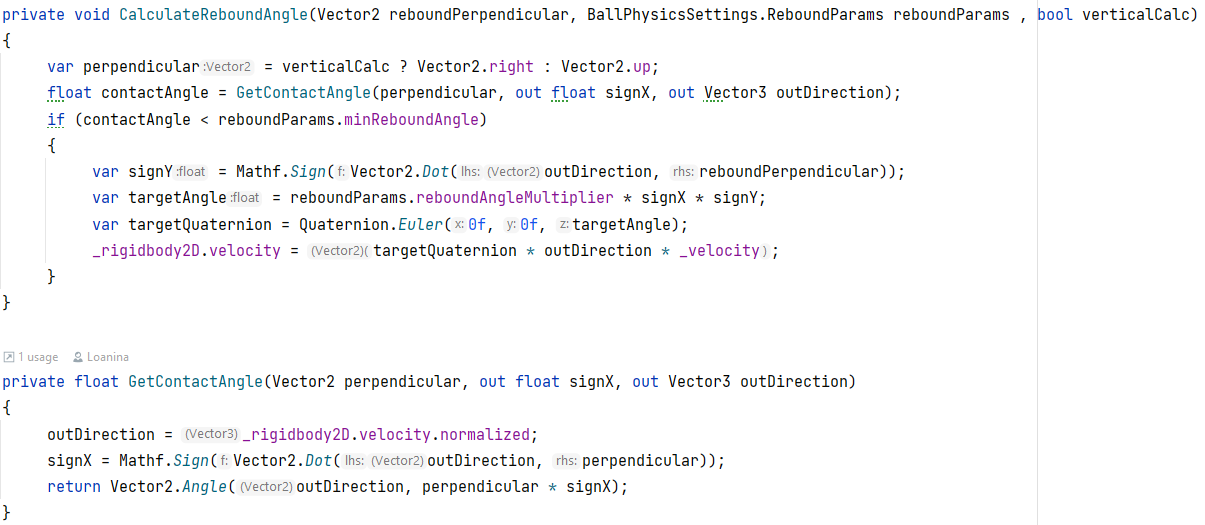 private void CalculateReboundAngle(Vector2 reboundPerpendicular, BallPhysicsSettings.ReboundParams reboundParams , bool verticalCalc)
{
var perpendicular :Vector2 = verticalCalc ? Vector2.right : Vector2.up;
float contactAngle = GetContactAngle(perpendicular, out float signX, out Vector3 outDirection);
if (contactAngle < reboundParams.minReboundAngle)
{
var signY :float = Mathf.Sign( f: Vector2.Dot( lhs: (Vector2) outDirection, rhs: reboundPerpendicular));
var targetAngle :float = reboundParams.reboundAngleMultiplier * signX * signY;
var targetQuaternion = Quaternion.Euler( x: 0f, y: 0f, z: targetAngle);
_rigidbody2D.velocity = (Vector2)( targetQuaternion * outDirection * _velocity );
}
}
1 usage Loanina
private float GetContactAngle(Vector2 perpendicular, out float signX, out Vector3 outDirection)
{
outDirection = (Vector3) _rigidbody2D.velocity.normalized;
signX = Mathf.Sign( f: Vector2.Dot( lhs: (Vector2) outDirection, rhs: perpendicular));
return Vector2.Angle( (Vector2) outDirection, perpendicular * signX);
}